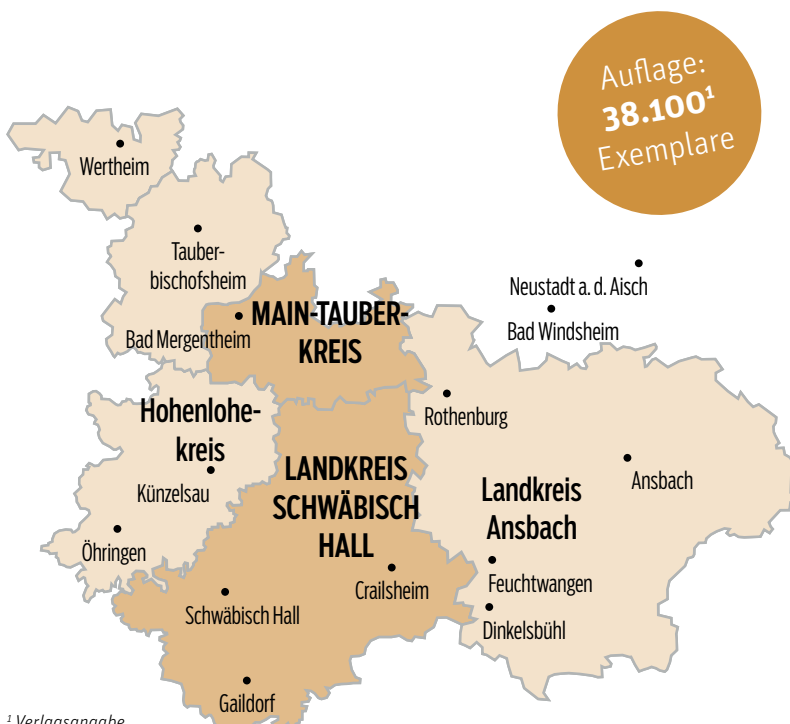 Auflage:
38.100¹
Exemplare
Wertheim
Tauber-
bischofsheim
Neustadt a. d. Aisch
Bad Windsheim
MAIN-TAUBER-
KREIS
Bad Mergentheim
Rothenburg
Hohenlohe-
kreis
Künzelsau
LANDKREIS
SCHWÄBISCH
HALL
Landkreis
Ansbach
Ansbach
Öhringen
Crailsheim
Feuchtwangen
Schwäbisch Hall
Dinkelsbühl
Gaildorf
¹ Verlagsangabe